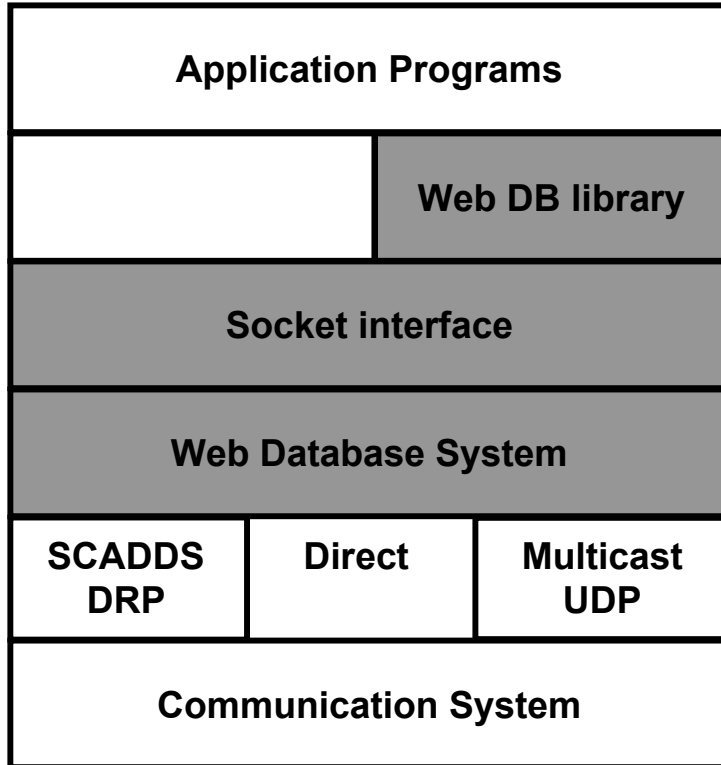 Application Programs
Web DB library
Socket interface
Web Database System
SCADDS
DRP
Direct
Multicast
UDP
Communication System